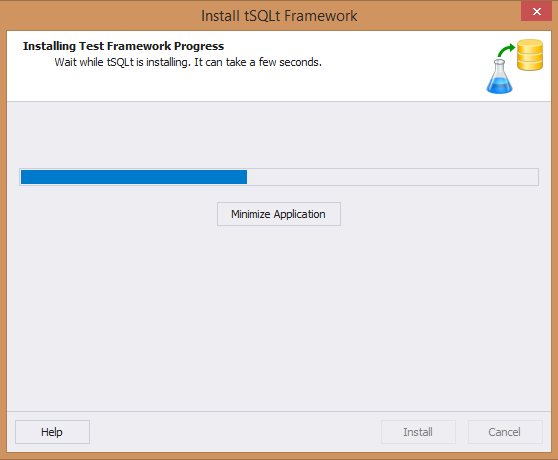 Install tSQLt Framework
Installing Test Framework Progress
Wait while tSQLt is installing. It can take a few seconds.
Minimize Application
Help
Install
Cancel